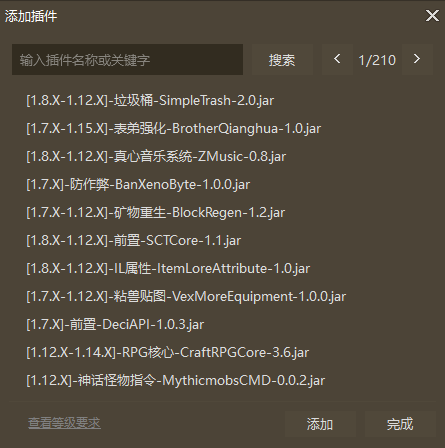 添加插件
输入插件名称或关键字 搜索 1/210
[1.8.X-1.12.X]-垃圾桶-SimpleTrash-2.0.jar
[1.7.X-1.15.X]-表弟强化-BrotherQianghua-1.0.jar
[1.8.X-1.12.X]-真心音乐系统-ZMusic-0.8.jar
[1.7.X]-防作弊-BanXenoByte-1.0.0.jar
[1.7.X-1.12.X]-矿物重生-BlockRegen-1.2.jar
[1.8.X-1.12.X]-前置-SCTCore-1.1.jar
[1.8.X-1.12.X]-IL属性-ItemLoreAttribute-1.0.jar
[1.7.X-1.12.X]-粘兽贴图-VexMoreEquipment-1.0.0.jar
[1.7.X]-前置-DeciAPI-1.0.3.jar
[1.12.X-1.14.X]-RPG核心-CraftRPGCore-3.6.jar
[1.12.X]-神话怪物指令-MythicmobsCMD-0.0.2.jar
查看等级要求 添加 完成